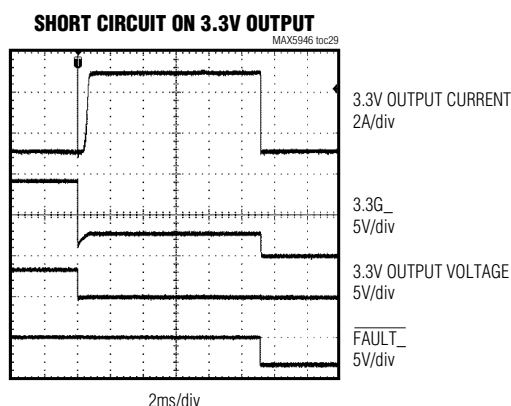 SHORT CIRCUIT ON 3.3V OUTPUT
MAX5946 toc29
T
3.3V OUTPUT CURRENT
2A/div
3.3G_
5V/div
3.3V OUTPUT VOLTAGE
5V/div
FAULT_
5V/div
2ms/div